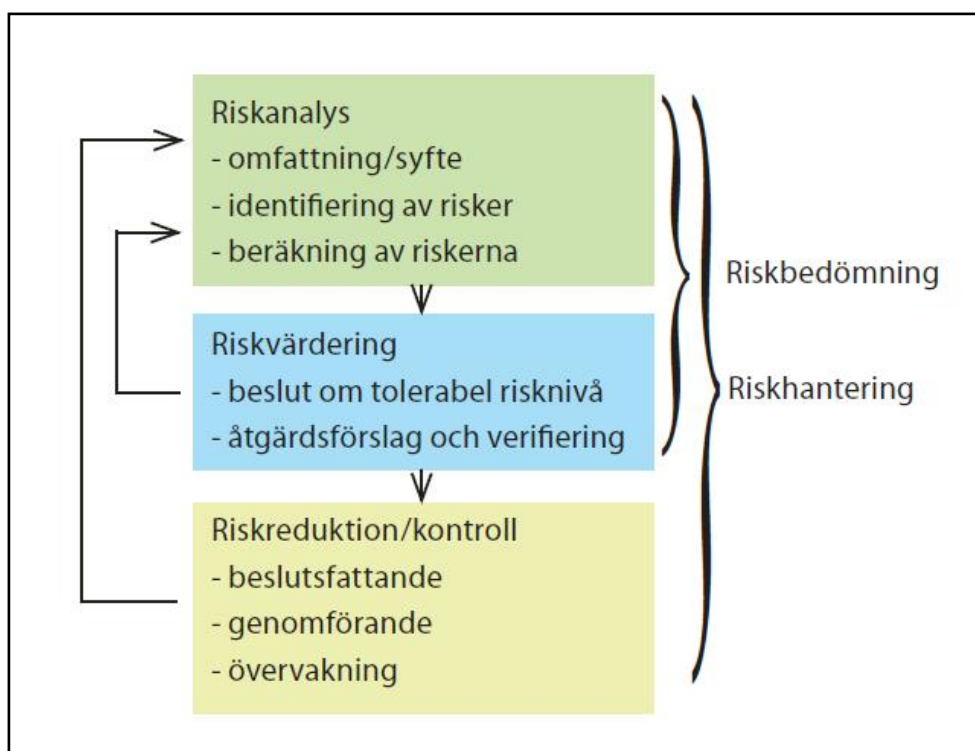 Riskanalys
- omfattning/syfte
- identifiering av risker
- beräkning av riskerna
Riskbedömning
Riskvärdering
- beslut om tolerabel risknivå
- åtgärdsförslag och verifiering
Riskhantering
Riskreduktion/kontroll
- beslutsfattande
- genomförande
- övervakning